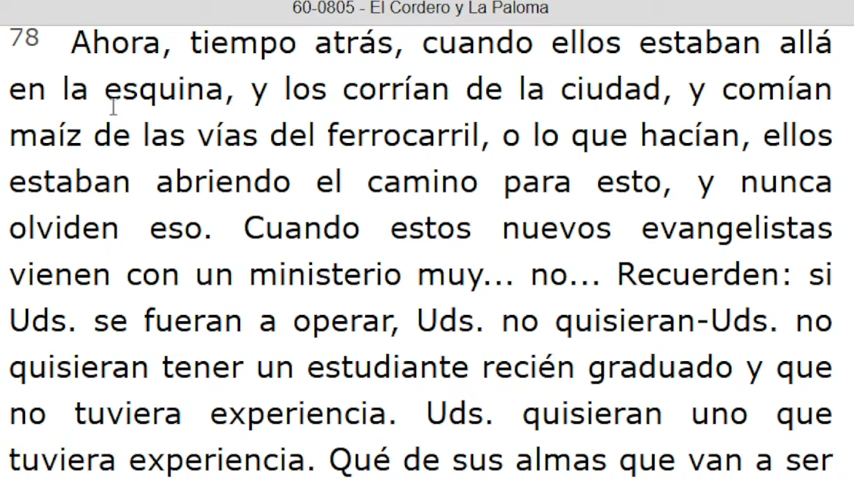 60-0805 - El Cordero y La Paloma
78 Ahora, tiempo atrás, cuando ellos estaban allá
en la esquina, y los corrían de la ciudad, y comían
maíz de las vías del ferrocarril, o lo que hacían, ellos
estaban abriendo el camino para esto, y nunca
olviden eso. Cuando estos nuevos evangelistas
vienen con un ministerio muy... no... Recuerden: si
Uds. se fueran a operar, Uds. no quisieran-Uds. no
quisieran tener un estudiante recién graduado y que
no tuviera experiencia. Uds. quisieran uno que
tuviera experiencia. Qué de sus almas que van a ser